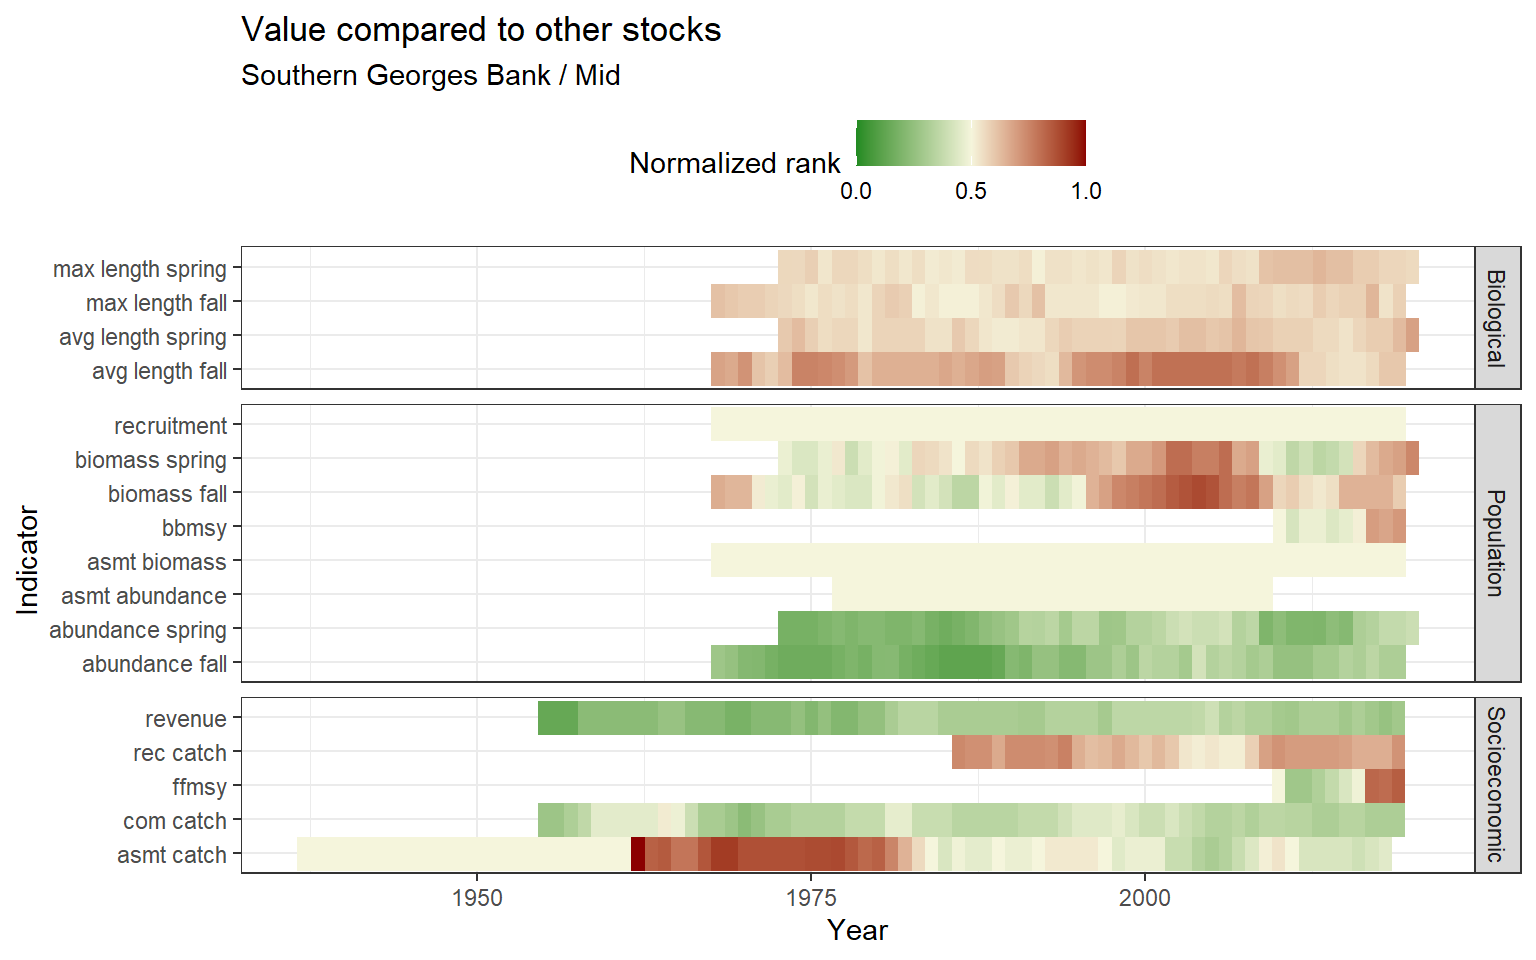 Value compared to other stocks
Southern Georges Bank / Mid
Normalized rank
0.0 0.5 1.0
max length spring
max length fall
avg length spring
avg length fall
Biological
recruitment
biomass spring
biomass fall
bbmsy
asmt biomass
asmt abundance
abundance spring
abundance fall
Population
revenue
rec catch
ffmsy
com catch
asmt catch
Socioeconomic
Indicator
1950 1975 2000
Year